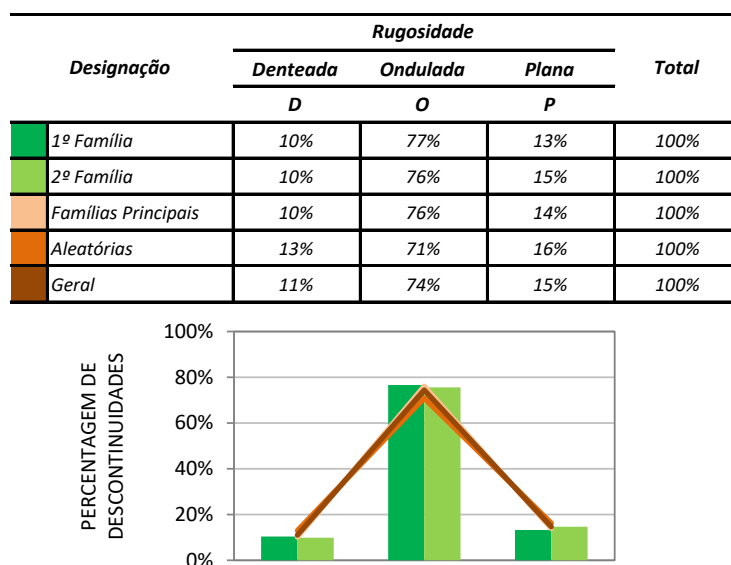 Rugosidade
Designação Denteada Ondulada Plana Total
D O P
1º Família 10% 77% 13% 100%
2º Família 10% 76% 15% 100%
Famílias Principais 10% 76% 14% 100%
Aleatórias 13% 71% 16% 100%
Geral 11% 74% 15% 100%
PERCENTAGEM DE
DESCONTINUIDADES
100%
80%
60%
40%
20%
0%